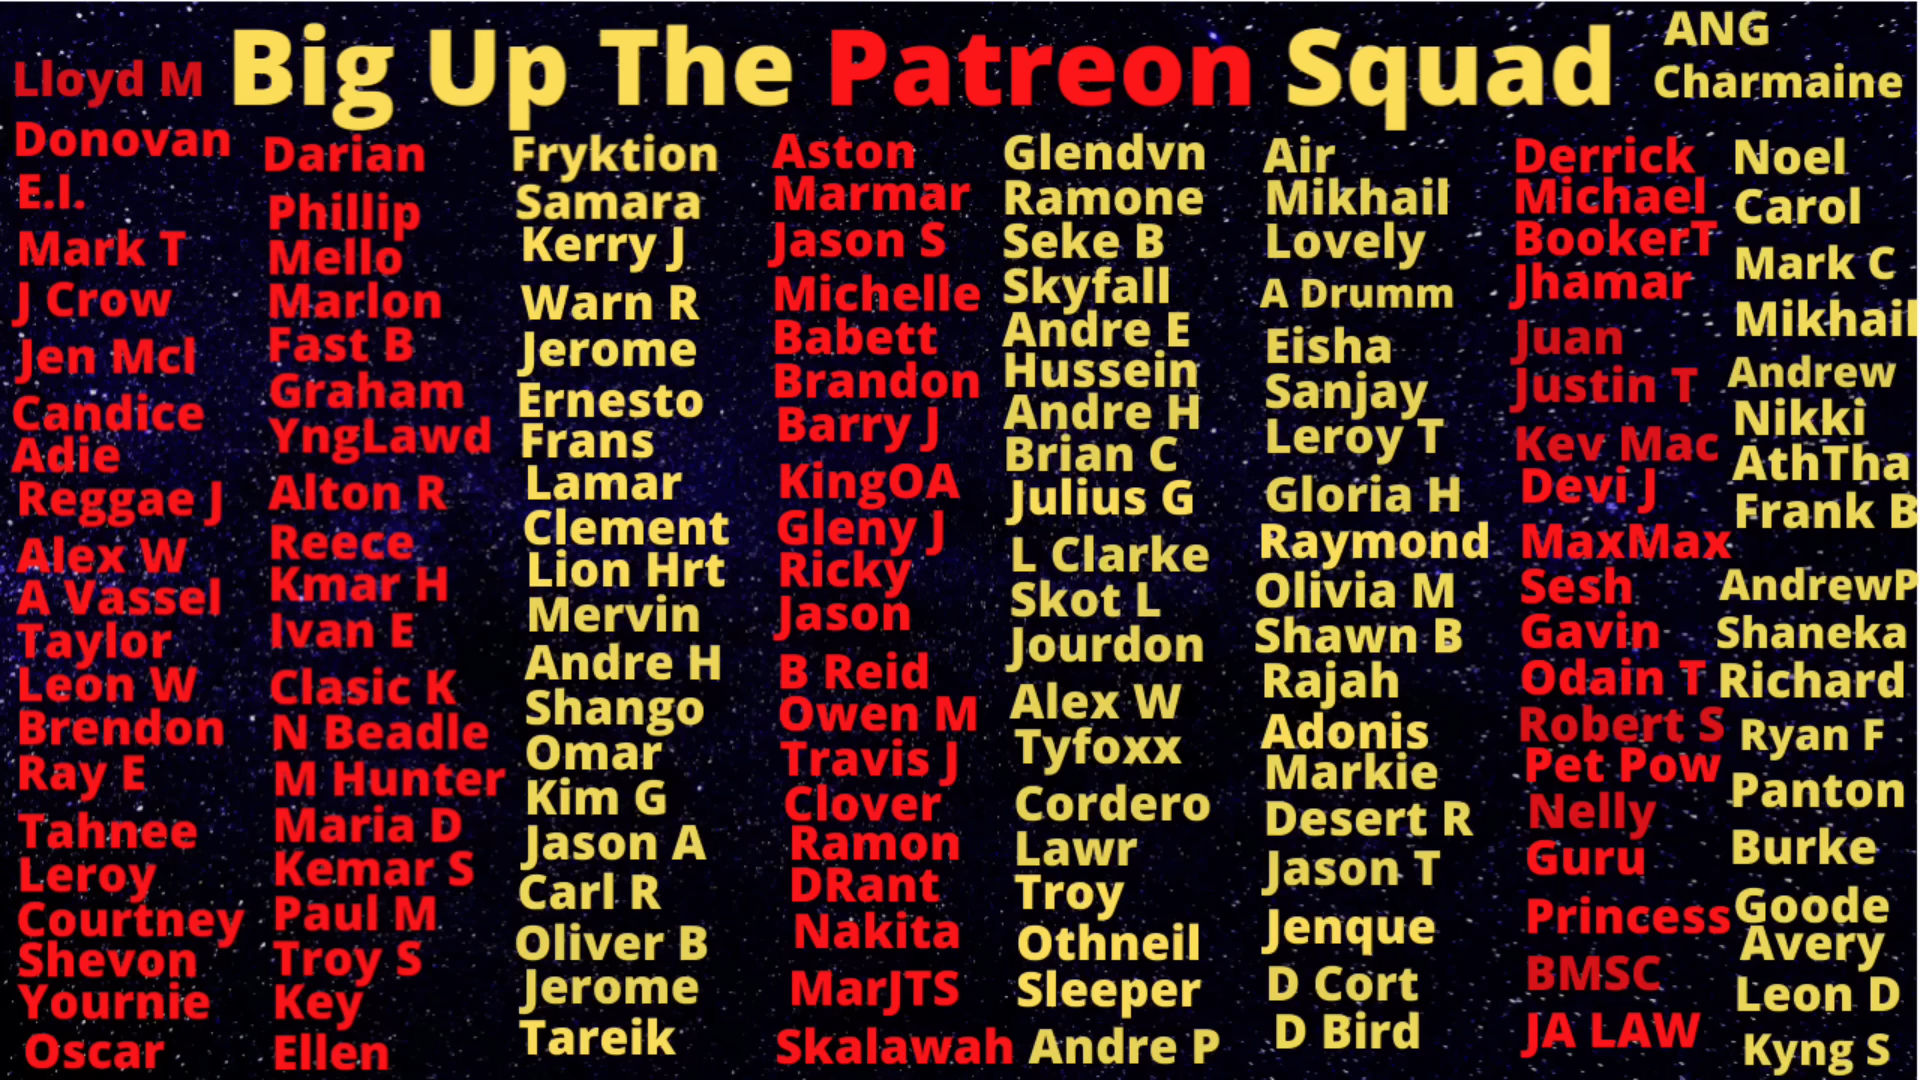 Big Up The Patreon Squad
Lloyd M
Donovan
E.I.
Mark T
J Crow
Jen Mcl
Candice
Adie
Reggae J
Alex W
A Vassel
Taylor
Leon W
Brendon
Ray E
Tahnee
Leroy
Courtney
Shevon
Yournie
Oscar
Darian
Phillip
Mello
Marlon
Fast B
Graham
YngLawd
Alton R
Reece
Kmar H
Ivan E
Clasic K
N Beadle
M Hunter
Maria D
Kemar S
Paul M
Troy S
Key
Ellen
Fryktion
Samara
Kerry J
Warn R
Jerome
Ernesto
Frans
Lamar
Clement
Lion Hrt
Mervin
Andre H
Shango
Omar
Kim G
Jason A
Carl R
Oliver B
Jerome
Tareik
Aston
Marmar
Jason S
Michelle
Babett
Brandon
Barry J
KingOA
Gleny J
Ricky
Jason
B Reid
Owen M
Travis J
Clover
Ramon
DRant
Nakita
MarJTS
Skalawah
Glendvn
Ramone
Seke B
Skyfall
Andre E
Hussein
Andre H
Brian C
Julius G
L Clarke
Skot L
Jourdon
Alex W
Tyfoxx
Cordero
Lawr
Troy
Othneil
Sleeper
Andre P
Air
Mikhail
Lovely
A Drumm
Eisha
Sanjay
Leroy T
Gloria H
Raymond
Olivia M
Shawn B
Rajah
Adonis
Markie
Desert R
Jason T
Jenque
D Cort
D Bird
Derrick
Michael
BookerT
Jhamar
Juan
Justin T
Kev Mac
Devi J
MaxMax
Sesh
Gavin
Odain T
Robert S
Pet Pow
Nelly
Guru
Princess
BMSC
JA LAW
ANG
Charmaine
Noel
Carol
Mark C
Mikhail
Andrew
Nikki
AthTha
Frank B
AndrewP
Shaneka
Richard
Ryan F
Panton
Burke
Goode
Avery
Leon D
Kyng S